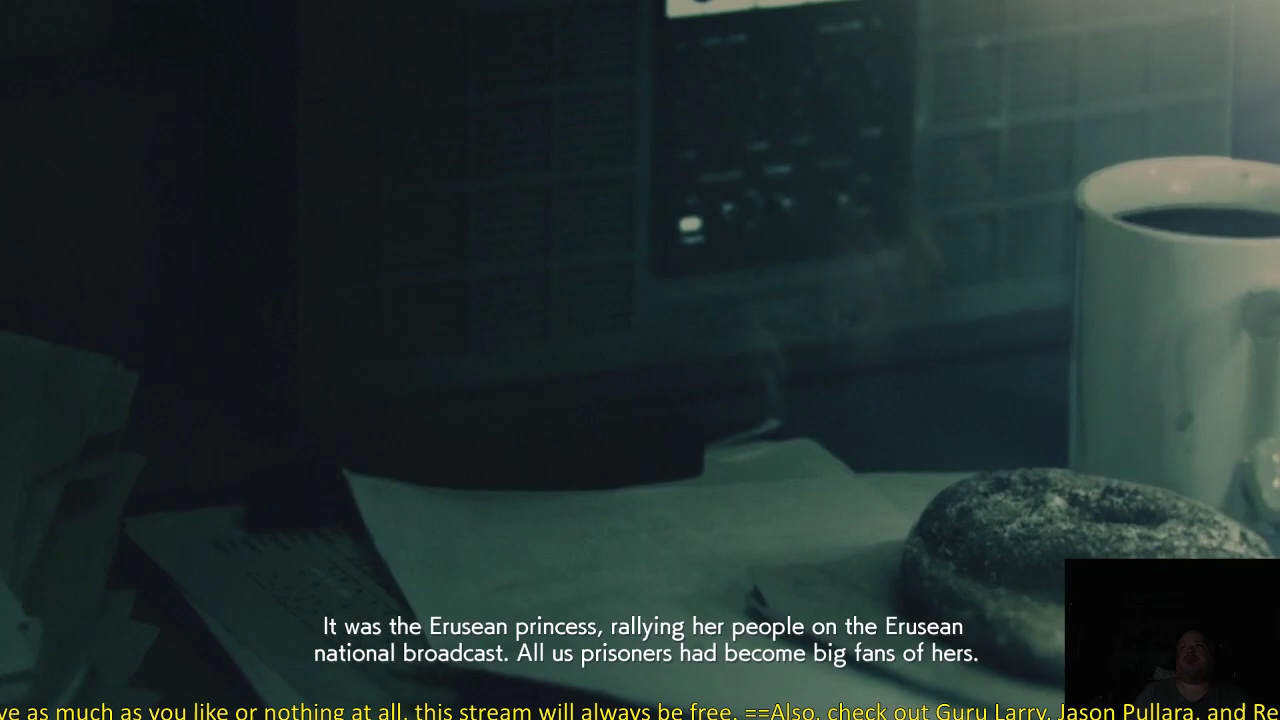 It was the Erusean princess, rallying her people on the Erusean
national broadcast. All us prisoners had become big fans of hers.
ve as much as you like or nothing at all, this stream will always be free. ==Also, check out Guru Larry, Jason Pullara, and Re